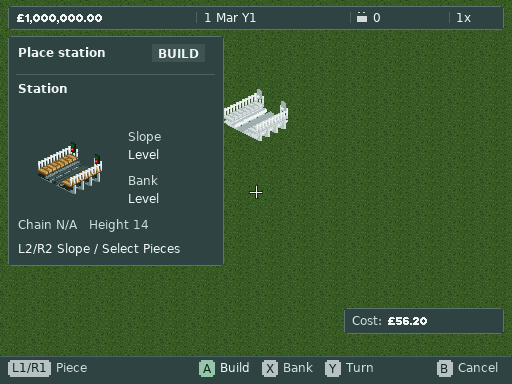 £1,000,000.00 1 Mar Y1 0 1x
Place station BUILD
Station
Slope
Level
Bank
Level
Chain N/A Height 14
L2/R2 Slope / Select Pieces
Cost: £56.20
L1/R1 Piece A Build X Bank Y Turn B Cancel